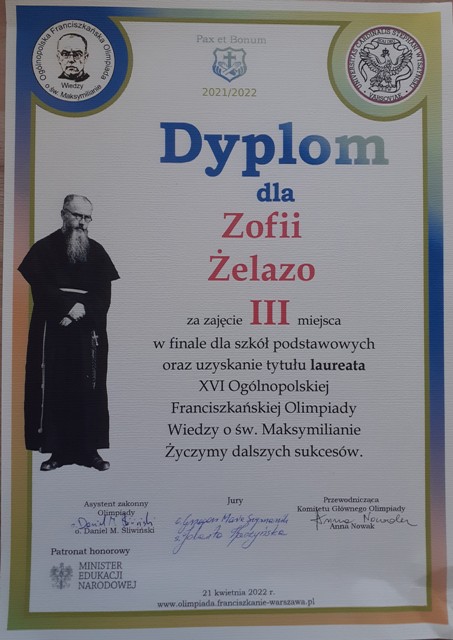 Ogólnopolska Franciszkańska Olimpiada
Wiedzy
o św. Maksymilianie
Pax et Bonum
2021/2022
Dyplom
dla
Zofii
Żelazo
za zajęcie III miejsca
w finale dla szkół podstawowych
oraz uzyskanie tytułu laureata
XVI Ogólnopolskiej
Franciszkańskiej Olimpiady
Wiedzy o św. Maksymilianie
Życzymy dalszych sukcesów.
Asystent zakonny
Olimpiady
o. Daniel M. Śliwiński
Jury
Przewodnicząca
Komitetu Głównego Olimpiady
Anna Nowak
Patronat honorowy
MINISTER
EDUKACJI
NARODOWEJ
21 kwietnia 2022 r.
www.olimpiada.franciszkanie-warszawa.pl